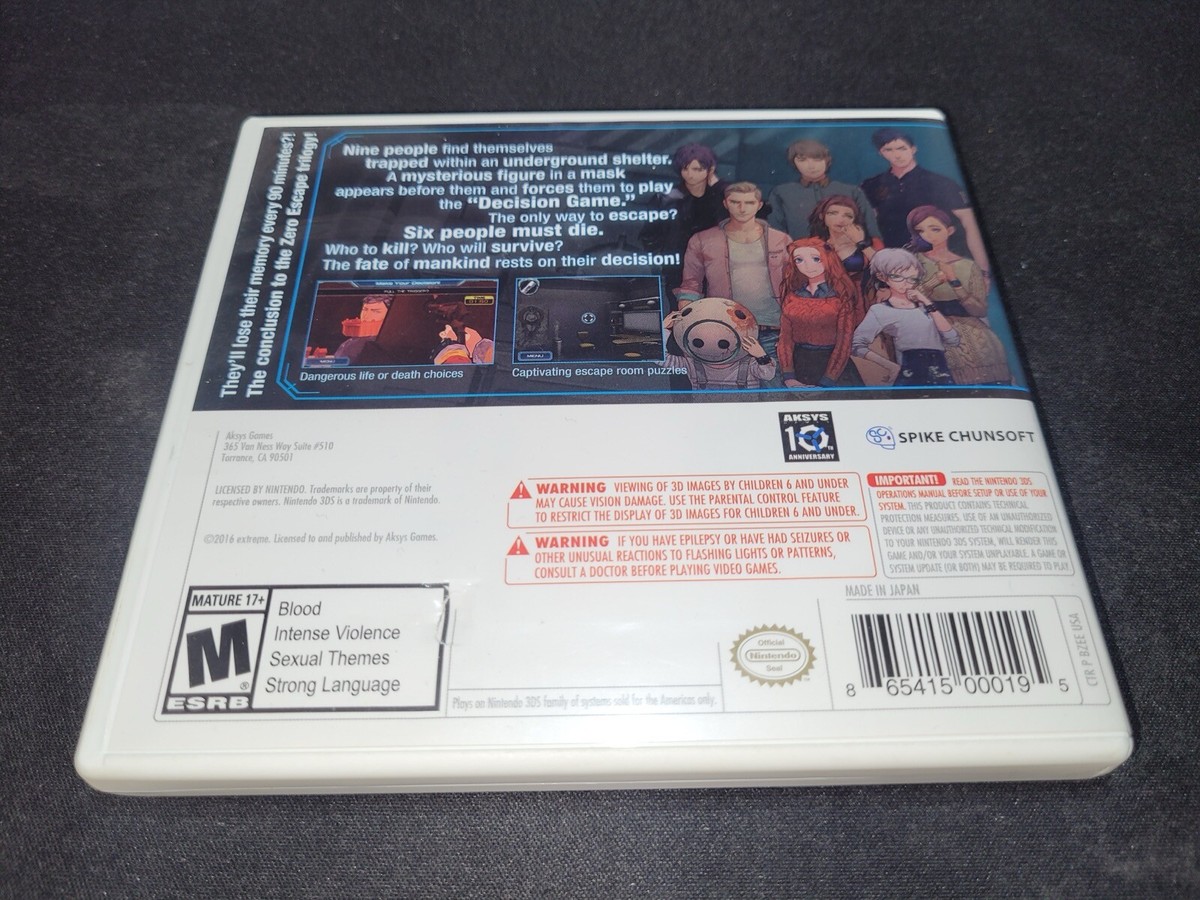 They'll lose their memory every 90 minutes?!
The conclusion to the Zero Escape trilogy!
Nine people find themselves
trapped within an underground shelter.
A mysterious figure in a mask
appears before them and forces them to play
the "Decision Game."
The only way to escape?
Six people must die.
Who to kill? Who will survive?
The fate of mankind rests on their decision!
Make Your Decision
PULL THE TRIGGER?
TIME
MENU
MENU
Dangerous life or death choices
Captivating escape room puzzles
Aksys Games
365 Van Ness Way Suite #510
Torrance, CA 90501
AKSYS
10TH
ANNIVERSARY
SPIKE CHUNSOFT
LICENSED BY NINTENDO. Trademarks are property of their
respective owners. Nintendo 3DS is a trademark of Nintendo.
©2016 extreme. Licensed to and published by Aksys Games.
WARNING VIEWING OF 3D IMAGES BY CHILDREN 6 AND UNDER
MAY CAUSE VISION DAMAGE. USE THE PARENTAL CONTROL FEATURE
TO RESTRICT THE DISPLAY OF 3D IMAGES FOR CHILDREN 6 AND UNDER.
WARNING IF YOU HAVE EPILEPSY OR HAVE HAD SEIZURES OR
OTHER UNUSUAL REACTIONS TO FLASHING LIGHTS OR PATTERNS,
CONSULT A DOCTOR BEFORE PLAYING VIDEO GAMES.
IMPORTANT! READ THE NINTENDO 3DS
OPERATIONS MANUAL BEFORE SETUP OR USE OF YOUR
SYSTEM. THIS PRODUCT CONTAINS TECHNICAL
PROTECTION MEASURES. USE OF AN UNAUTHORIZED
DEVICE OR ANY UNAUTHORIZED TECHNICAL MODIFICATION
TO YOUR NINTENDO 3DS SYSTEM, WILL RENDER THIS
GAME AND/OR YOUR SYSTEM UNPLAYABLE. A GAME OR
SYSTEM UPDATE (OR BOTH) MAY BE REQUIRED TO PLAY.
MATURE 17+
M
®
ESRB
Blood
Intense Violence
Sexual Themes
Strong Language
Plays on Nintendo 3DS family of systems sold for the Americas only.
Official
Nintendo
Seal
MADE IN JAPAN
8 65415 00019 5
CTR P BZEE USA